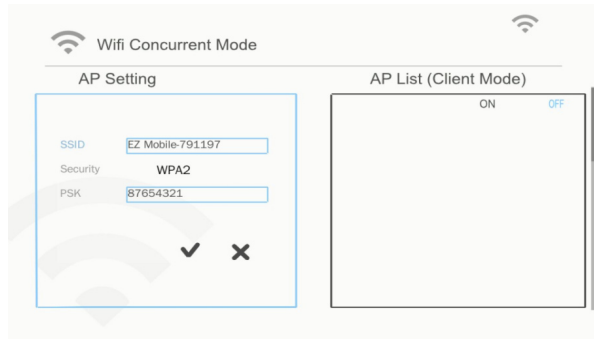 Wifi Concurrent Mode
AP Setting
SSID EZ Mobile-791197
Security WPA2
PSK 87654321
AP List (Client Mode)
ON OFF